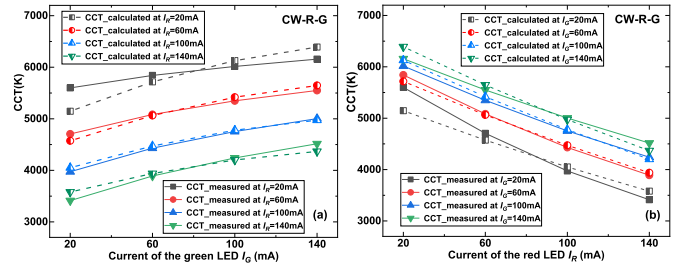 CCT_calculated at I_R=20mA
CCT_calculated at I_R=60mA
CCT_calculated at I_R=100mA
CCT_calculated at I_R=140mA
CW-R-G
7000
6000
5000
4000
3000
CCT(K)
CCT_measured at I_R=20mA
CCT_measured at I_R=60mA
CCT_measured at I_R=100mA
CCT_measured at I_R=140mA
(a)
20 60 100 140
Current of the green LED I_G (mA)
CCT_calculated at I_G=20mA
CCT_calculated at I_G=60mA
CCT_calculated at I_G=100mA
CCT_calculated at I_G=140mA
CW-R-G
7000
6000
5000
4000
3000
CCT(K)
CCT_measured at I_G=20mA
CCT_measured at I_G=60mA
CCT_measured at I_G=100mA
CCT_measured at I_G=140mA
(b)
20 60 100 140
Current of the red LED I_R (mA)